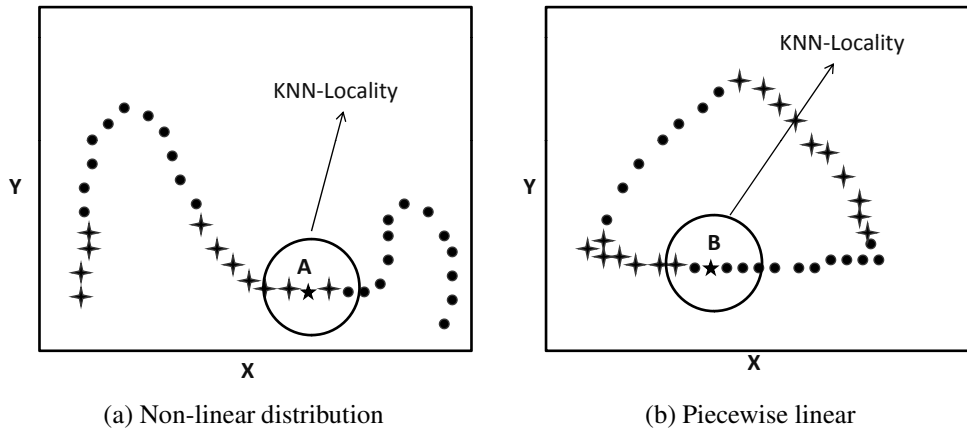 KNN-Locality
Y
A
X
(a) Non-linear distribution
KNN-Locality
Y
B
X
(b) Piecewise linear